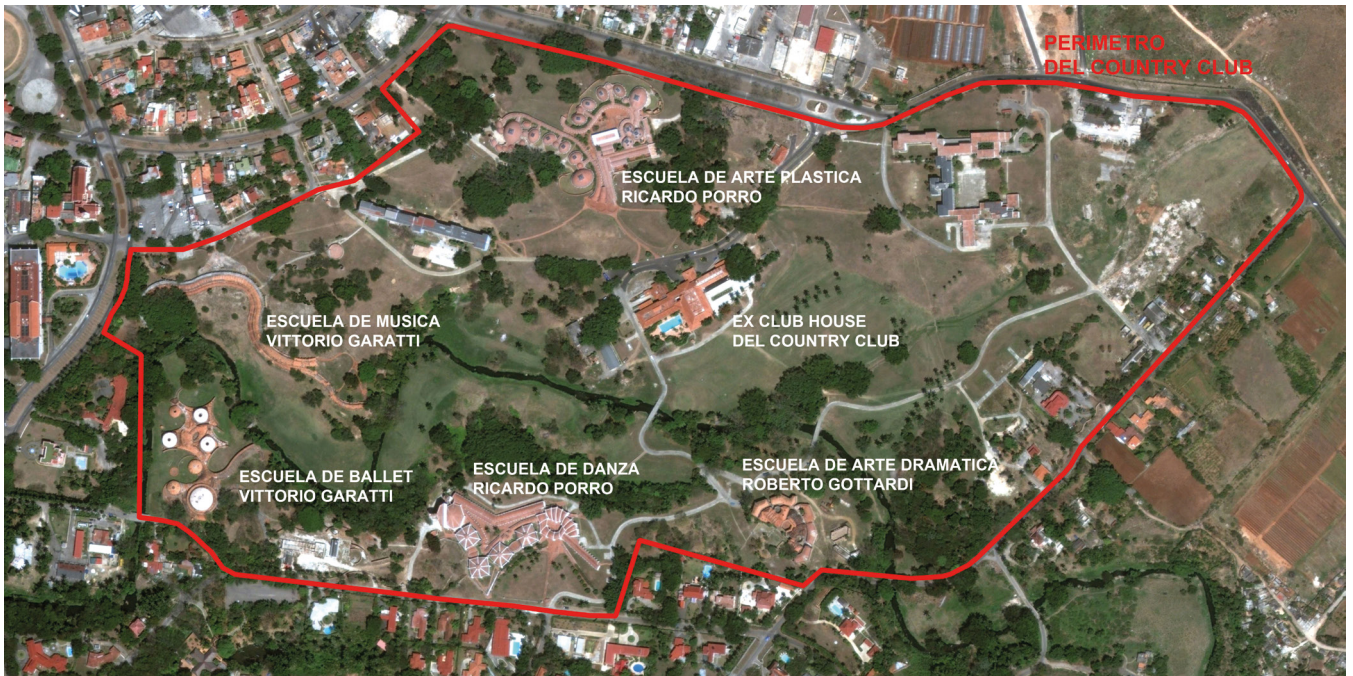 PERIMETRO
DEL COUNTRY CLUB
ESCUELA DE ARTE PLASTICA
RICARDO PORRO
ESCUELA DE MUSICA
VITTORIO GARATTI
EX CLUB HOUSE
DEL COUNTRY CLUB
ESCUELA DE BALLET
VITTORIO GARATTI
ESCUELA DE DANZA
RICARDO PORRO
ESCUELA DE ARTE DRAMATICA
ROBERTO GOTTARDI